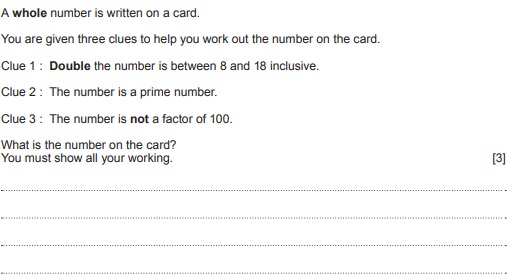 A whole number is written on a card.
You are given three clues to help you work out the number on the card.
Clue 1 : Double the number is between 8 and 18 inclusive.
Clue 2 : The number is a prime number.
Clue 3 : The number is not a factor of 100.
What is the number on the card?
You must show all your working. [3]